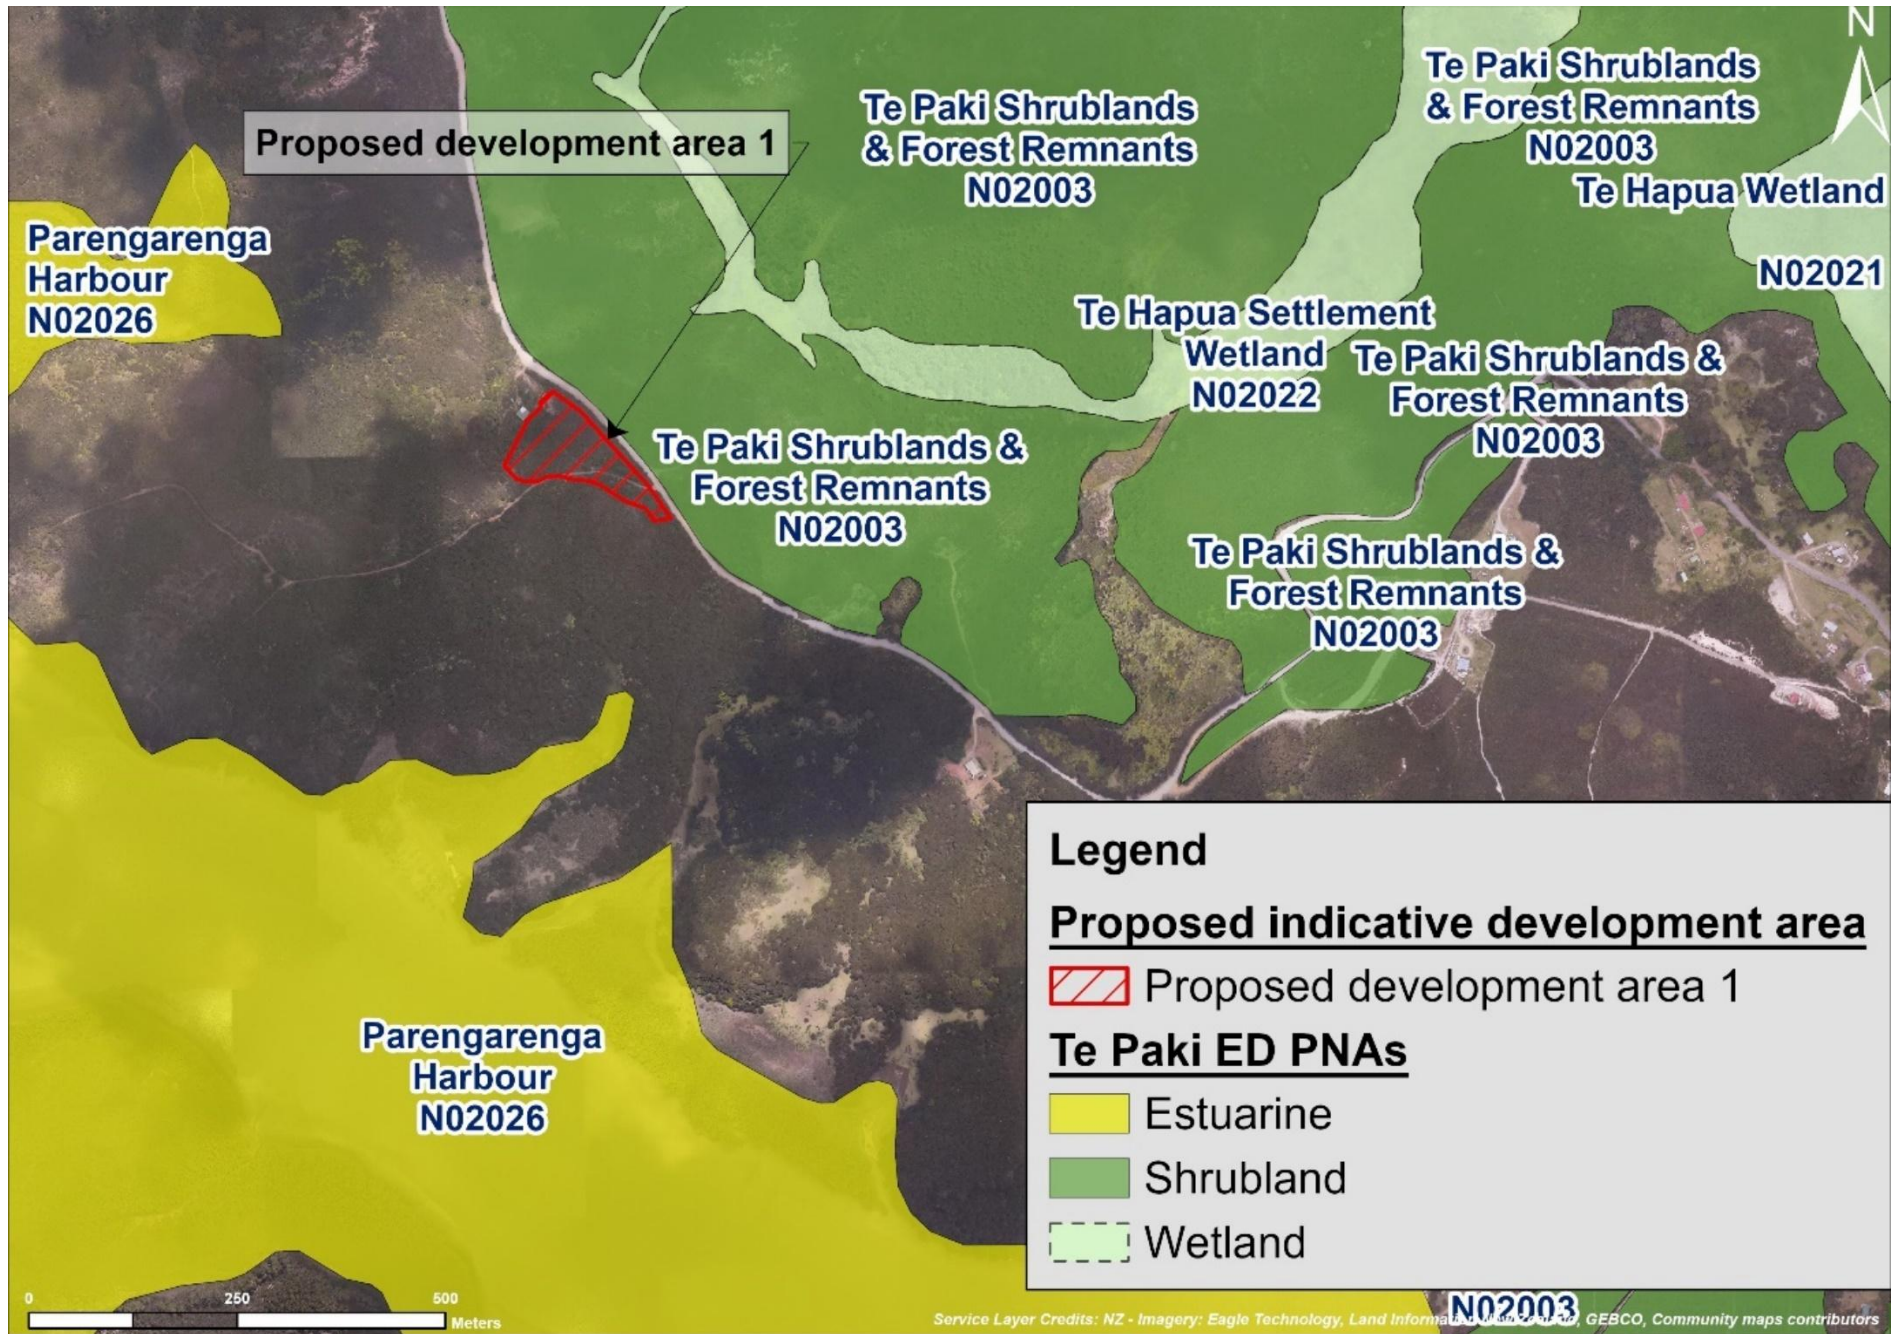 N
Te Paki Shrublands
& Forest Remnants
N02003
Te Paki Shrublands
& Forest Remnants
N02003
Proposed development area 1
Te Hapua Wetland
N02021
Parengarenga
Harbour
N02026
Te Hapua Settlement
Wetland
N02022
Te Paki Shrublands &
Forest Remnants
N02003
Te Paki Shrublands &
Forest Remnants
N02003
Te Paki Shrublands &
Forest Remnants
N02003
Parengarenga
Harbour
N02026
Legend
Proposed indicative development area
Proposed development area 1
Te Paki ED PNAs
Estuarine
Shrubland
Wetland
N02003
0 250 500
Meters
Service Layer Credits: NZ - Imagery: Eagle Technology, Land Information New Zealand, GEBCO, Community maps contributors